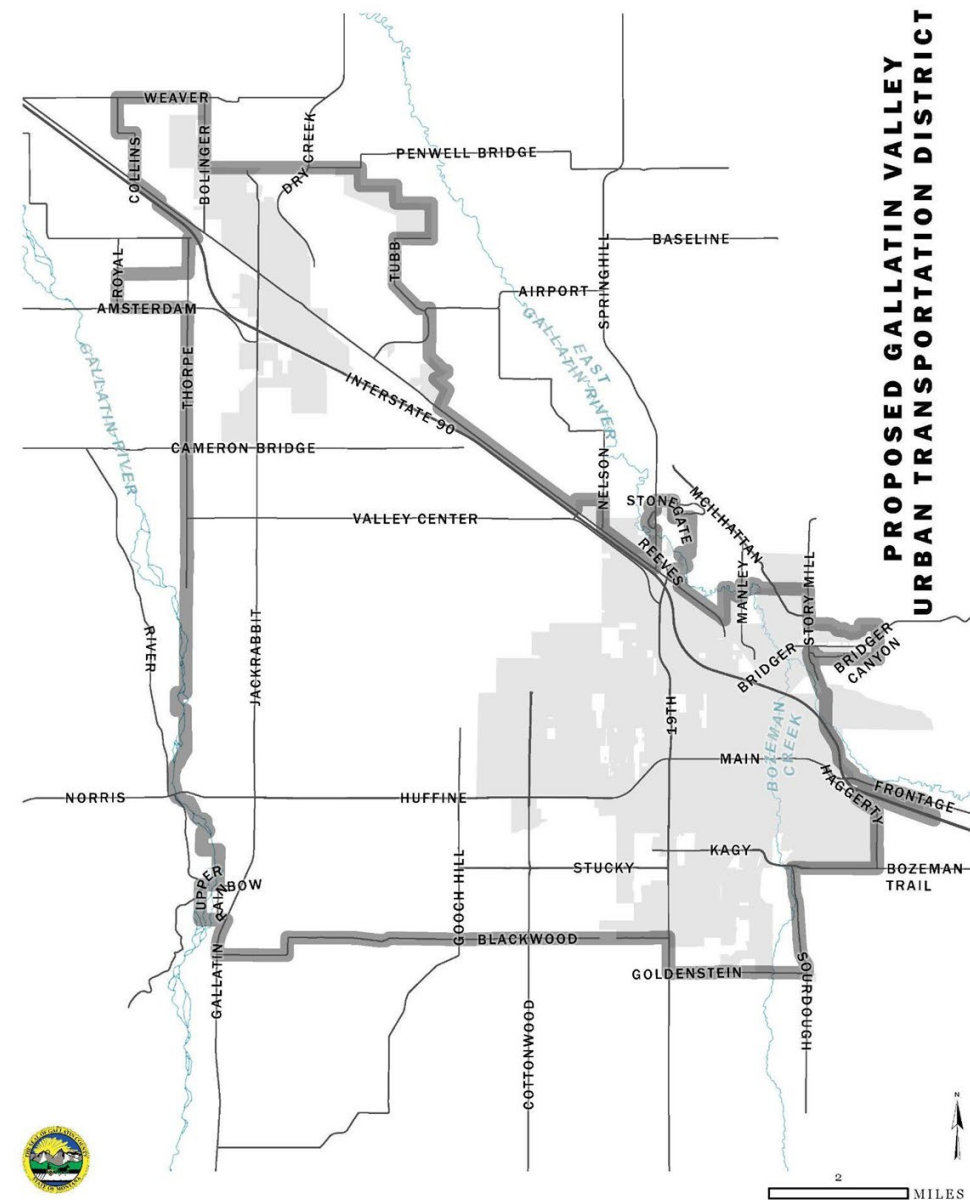 PROPOSED GALLATIN VALLEY
URBAN TRANSPORTATION DISTRICT
WEAVER
COLLINS
BOLINGER
DRY CREEK
PENWELL BRIDGE
ROYAL
TUBB
SPRINGHILL
BASELINE
AMSTERDAM
AIRPORT
EAST
GALLATIN RIVER
GALLATIN RIVER
THORPE
INTERSTATE 90
CAMERON BRIDGE
NELSON
STONEGATE
MCILHATTAN
VALLEY CENTER
REEVES
MANLEY
STORY MILL
RIVER
JACKRABBIT
BRIDGER
BRIDGER
CANYON
19TH
BOZEMAN
CREEK
MAIN
NORRIS
HUFFINE
HAGGERTY
FRONTAGE
GOOCH HILL
STUCKY
KAGY
BOZEMAN
TRAIL
UPPER
RAINBOW
BLACKWOOD
GOLDENSTEIN
GALLATIN
COTTONWOOD
SOURDOUGH
N
2
MILES
STATE OF MONTANA